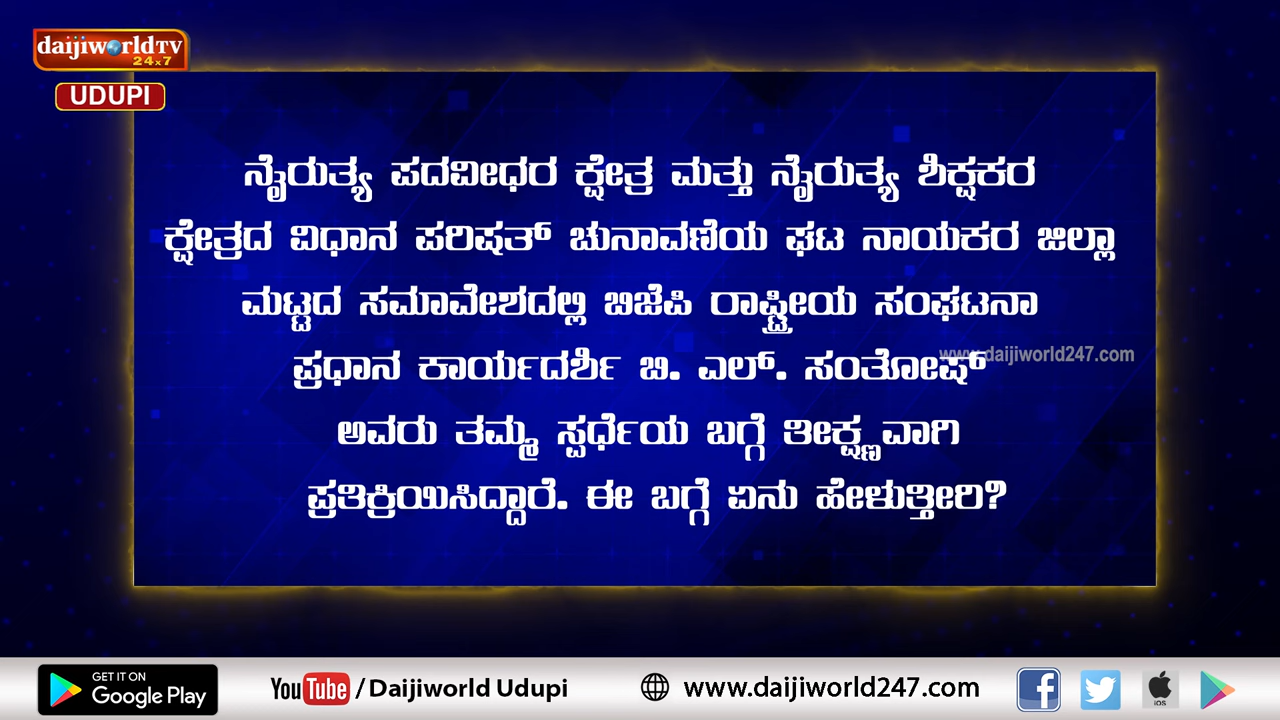 daijiworldTV
24x7
UDUPI
ನೈರುತ್ಯ ಪದವೀಧರ ಕ್ಷೇತ್ರ ಮತ್ತು ನೈರುತ್ಯ ಶಿಕ್ಷಕರ
ಕ್ಷೇತ್ರದ ವಿಧಾನ ಪರಿಷತ್ ಚುನಾವಣೆಯ ಘಟ ನಾಯಕರ ಜಿಲ್ಲಾ
ಮಟ್ಟದ ಸಮಾವೇಶದಲ್ಲಿ ಬಿಜೆಪಿ ರಾಷ್ಟ್ರೀಯ ಸಂಘಟನಾ
www.daijiworld247.com
ಪ್ರಧಾನ ಕಾರ್ಯದರ್ಶಿ ಬಿ. ಎಲ್. ಸಂತೋಷ್
ಅವರು ತಮ್ಮ ಸ್ಪರ್ಧೆಯ ಬಗ್ಗೆ ತೀಕ್ಷ್ಣವಾಗಿ
ಪ್ರತಿಕ್ರಿಯಿಸಿದ್ದಾರೆ. ಈ ಬಗ್ಗೆ ಏನು ಹೇಳುತ್ತೀರಿ?
GET IT ON
Google Play
YouTube / Daijiworld Udupi
www.daijiworld247.com
iOS